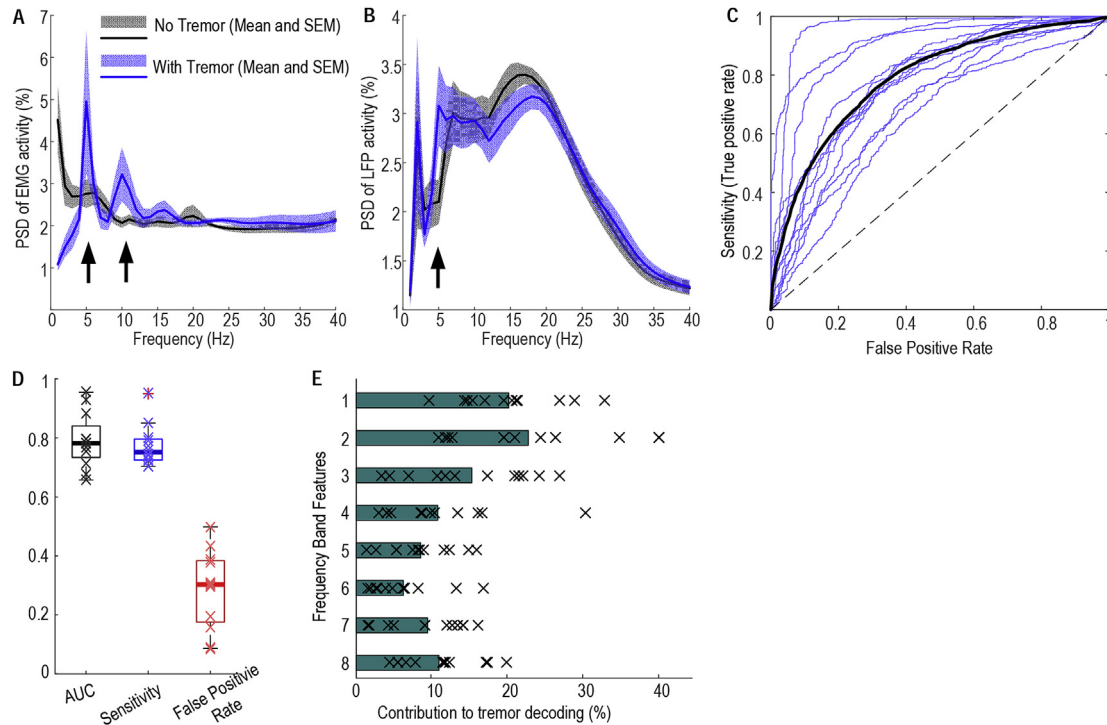 A
7
6
5
4
3
2
1
PSD of EMG activity (%)
No Tremor (Mean and SEM)
With Tremor (Mean and SEM)
0 5 10 15 20 25 30 35 40
Frequency (Hz)
B
4
3.5
3
2.5
2
1.5
1
PSD of LFP activity (%)
0 5 10 15 20 25 30 35 40
Frequency (Hz)
C
1
0.8
0.6
0.4
0.2
Sensitivity (True positive rate)
0 0.2 0.4 0.6 0.8 1
False Positive Rate
D
1
0.8
0.6
0.4
0.2
0
AUC
Sensitivity
False Positivie
Rate
E
Frequency Band Features
1
2
3
4
5
6
7
8
0 10 20 30 40
Contribution to tremor decoding (%)